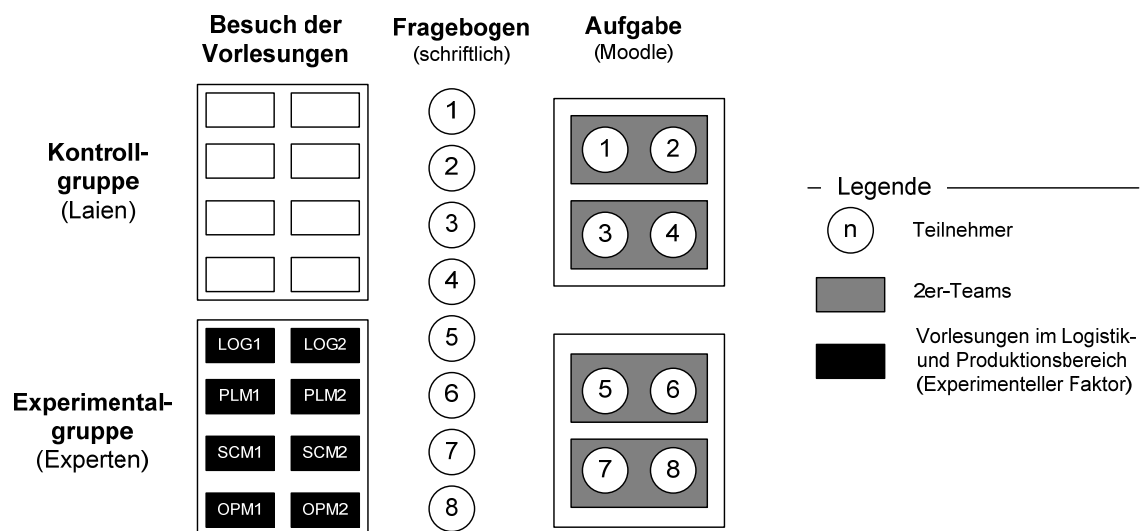 Besuch der
Vorlesungen
Fragebogen
(schriftlich)
Aufgabe
(Moodle)
Kontroll-
gruppe
(Laien)
1
2
3
4
5
6
7
8
1 2
3 4
5 6
7 8
Experimental-
gruppe
(Experten)
LOG1 LOG2
PLM1 PLM2
SCM1 SCM2
OPM1 OPM2
Legende
n Teilnehmer
2er-Teams
Vorlesungen im Logistik-
und Produktionsbereich
(Experimenteller Faktor)